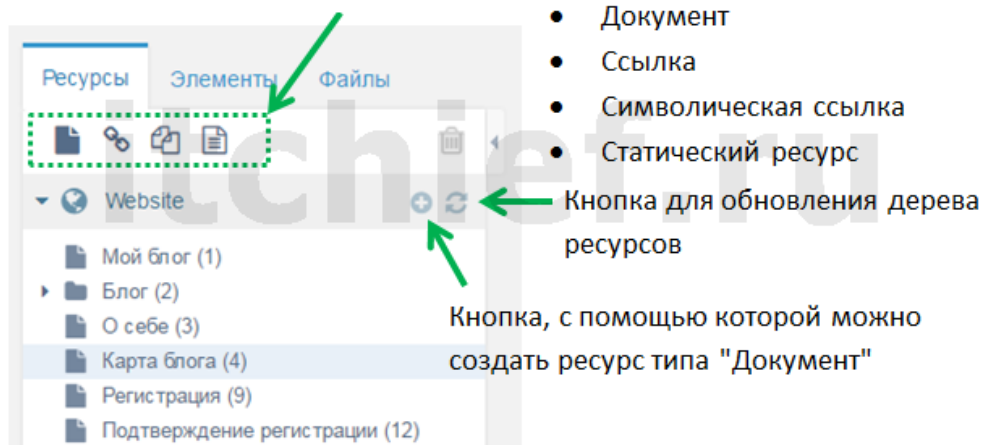 Документ
Ссылка
Символическая ссылка
Статический ресурс
Ресурсы Элементы Файлы
itchief.ru
Website
Кнопка для обновления дерева
ресурсов
Мой блог (1)
Блог (2)
О себе (3)
Карта блога (4)
Регистрация (9)
Подтверждение регистрации (12)
Кнопка, с помощью которой можно
создать ресурс типа "Документ"